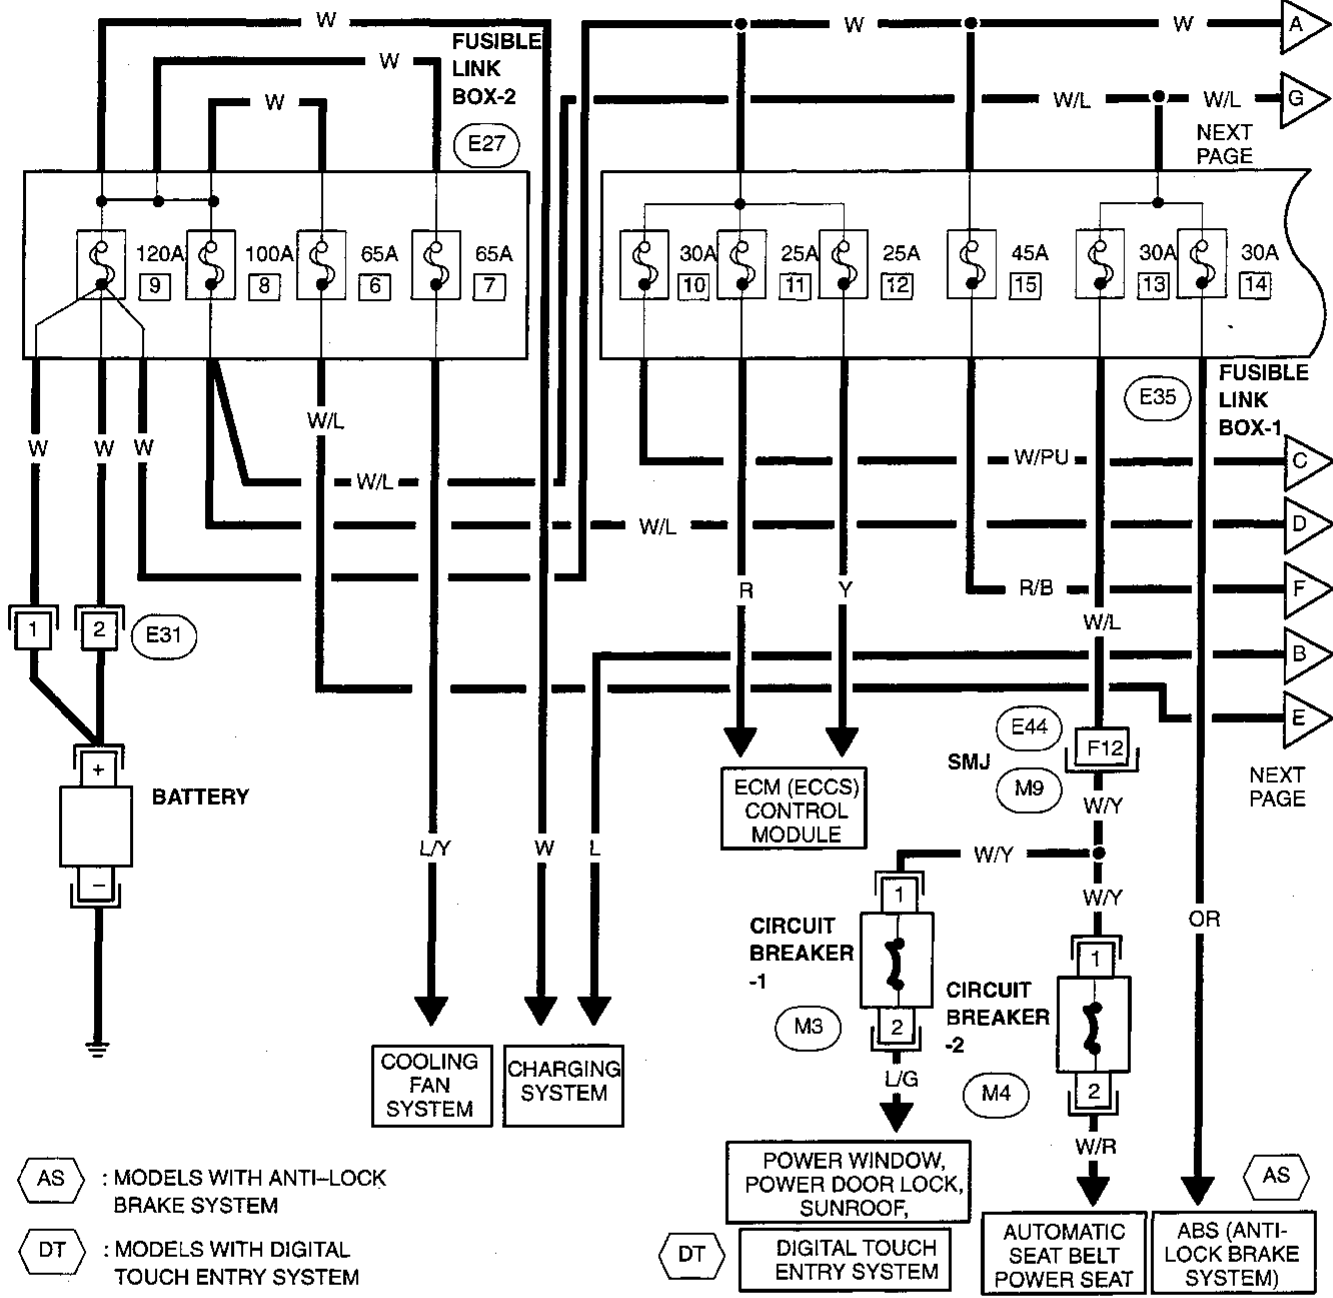 W
W
W
FUSIBLE
LINK
BOX-2
E27
W
W
A
W/L
W/L
G
NEXT
PAGE
120A
9
100A
8
65A
6
65A
7
30A
10
25A
11
25A
12
45A
15
30A
13
30A
14
E35
FUSIBLE
LINK
BOX-1
W
W
W
W/L
W/L
W/PU
C
W/L
D
R
Y
R/B
F
W/L
B
E
1
2
E31
+
BATTERY
–
E44
SMJ
F12
M9
NEXT
PAGE
ECM (ECCS)
CONTROL
MODULE
L/Y
W
L
W/Y
W/Y
W/Y
1
CIRCUIT
BREAKER
-1
OR
1
CIRCUIT
BREAKER
-2
M3
2
L/G
M4
2
W/R
COOLING
FAN
SYSTEM
CHARGING
SYSTEM
POWER WINDOW,
POWER DOOR LOCK,
SUNROOF,
DT
DIGITAL TOUCH
ENTRY SYSTEM
AUTOMATIC
SEAT BELT
POWER SEAT
AS
ABS (ANTI-
LOCK BRAKE
SYSTEM)
AS : MODELS WITH ANTI–LOCK
BRAKE SYSTEM
DT : MODELS WITH DIGITAL
TOUCH ENTRY SYSTEM